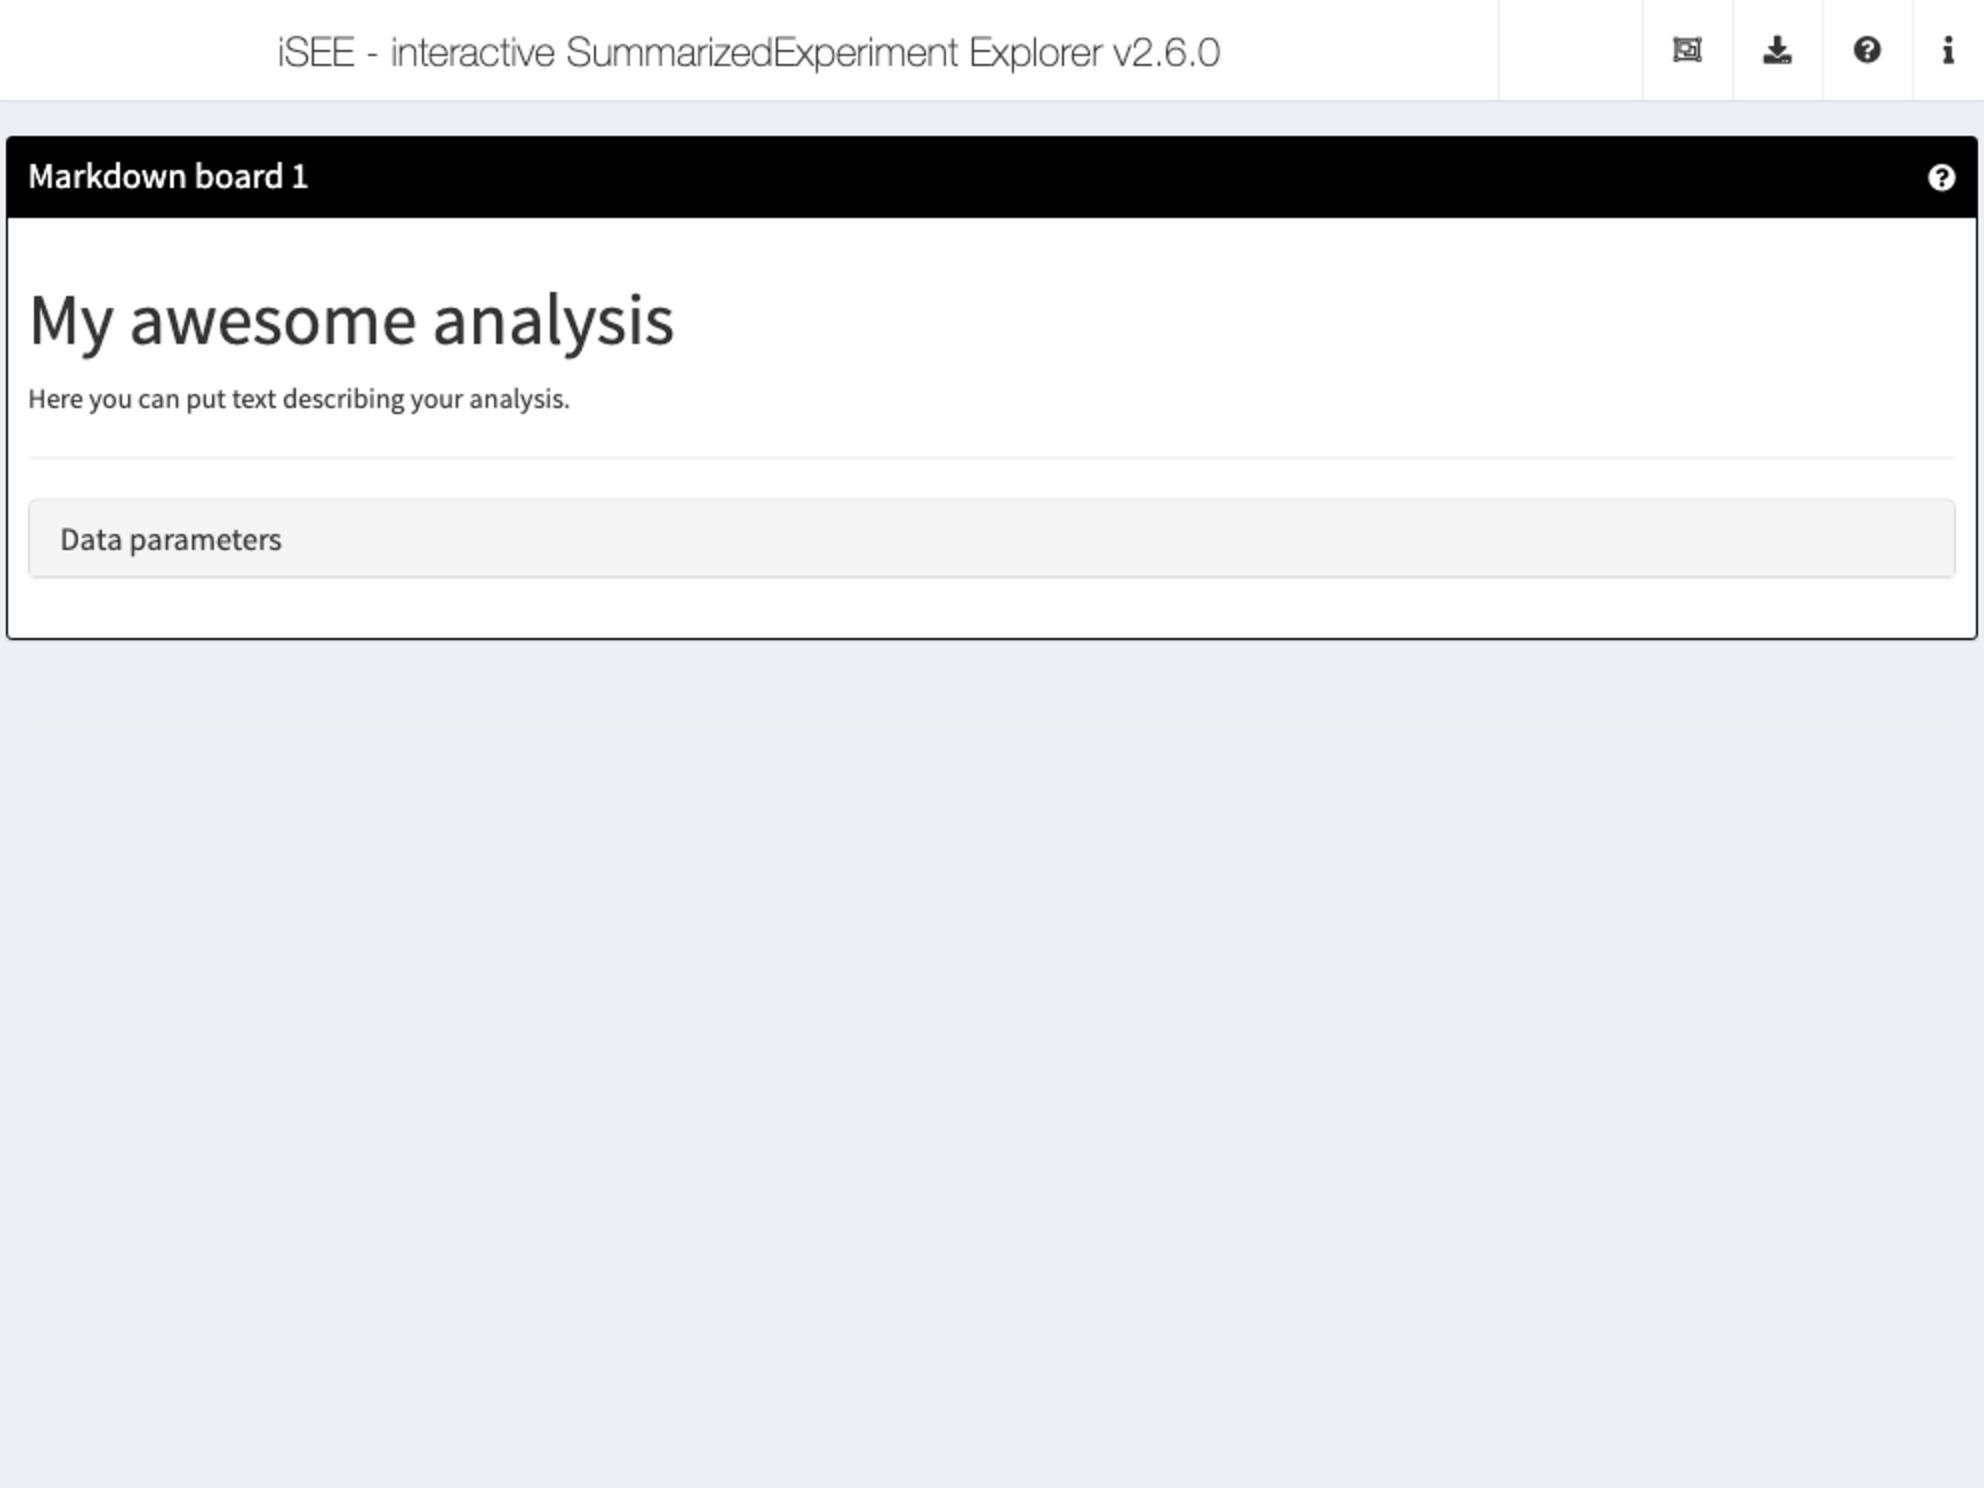 iSEE - interactive SummarizedExperiment Explorer v2.6.0
Markdown board 1
My awesome analysis
Here you can put text describing your analysis.
Data parameters